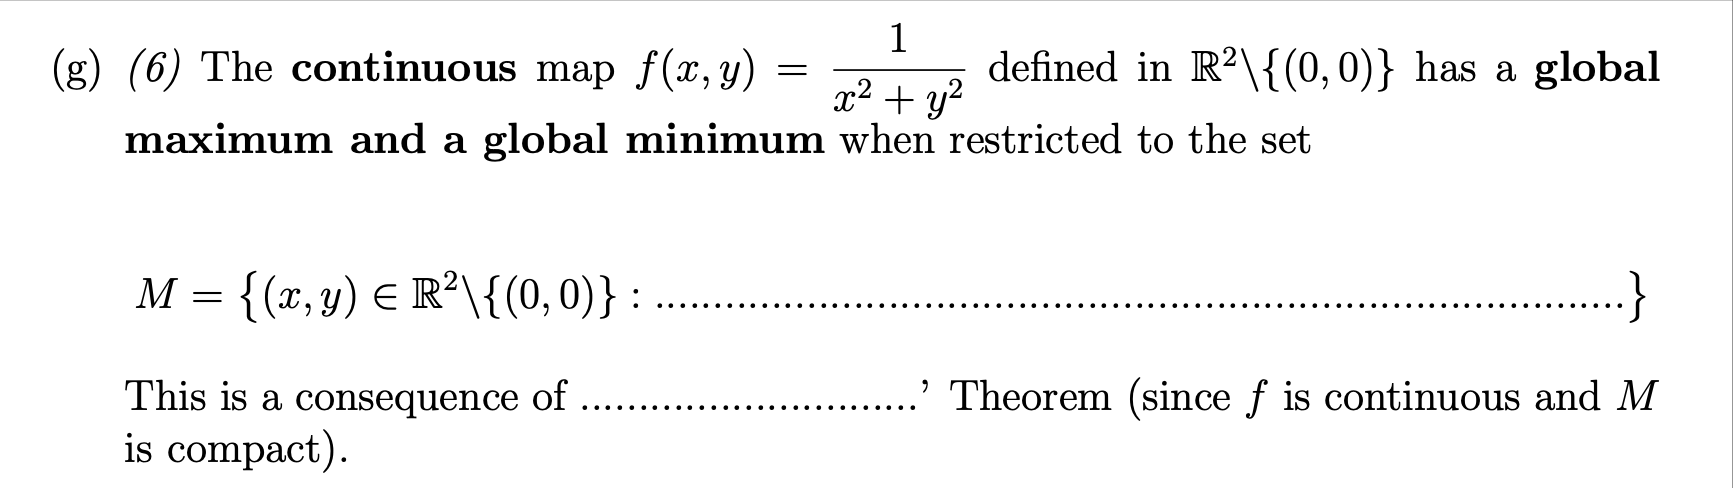 (g) (6) The continuous map f(x, y) = 1/(x² + y²) defined in ℝ²\{(0, 0)} has a global
maximum and a global minimum when restricted to the set
M = {(x, y) ∈ ℝ²\{(0, 0)} : ....................................................................................}
This is a consequence of .............................' Theorem (since f is continuous and M
is compact).